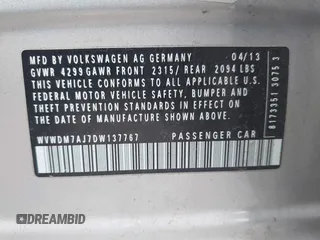 MFD BY VOLKSWAGEN AG GERMANY 04/13
GVWR 4299 GAWR FRONT 2315/ REAR 2094 LBS
THIS VEHICLE CONFORMS TO ALL APPLICABLE U.S.
FEDERAL MOTOR VEHICLE SAFETY, BUMPER AND
THEFT PREVENTION STANDARDS IN EFFECT ON
THE DATE OF MANUFACTURE SHOWN ABOVE.
WVWDM7AJ7DW137767 PASSENGER CAR
8173351 3075 3